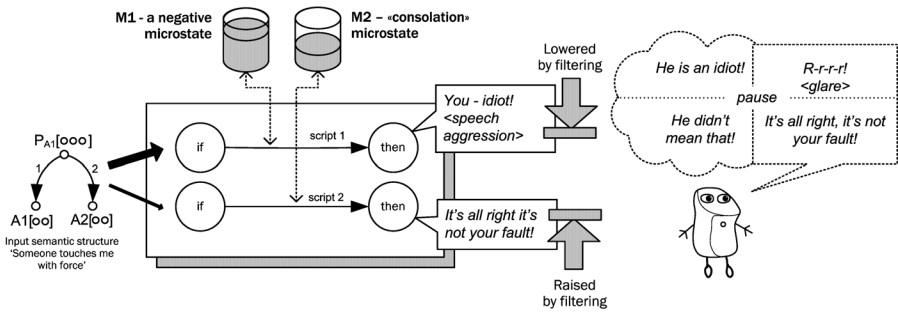 M1 - a negative
microstate
M2 – «consolation»
microstate
Lowered
by filtering
He is an idiot!
R-r-r-r!
<glare>
pause
He didn't
mean that!
It's all right, it's not
your fault!
You - idiot!
<speech
aggression>
if
script 1
then
if
script 2
then
It's all right it's
not your fault!
P_A1[ooo]
1
2
A1[oo]
A2[oo]
Input semantic structure
'Someone touches me
with force'
Raised
by filtering